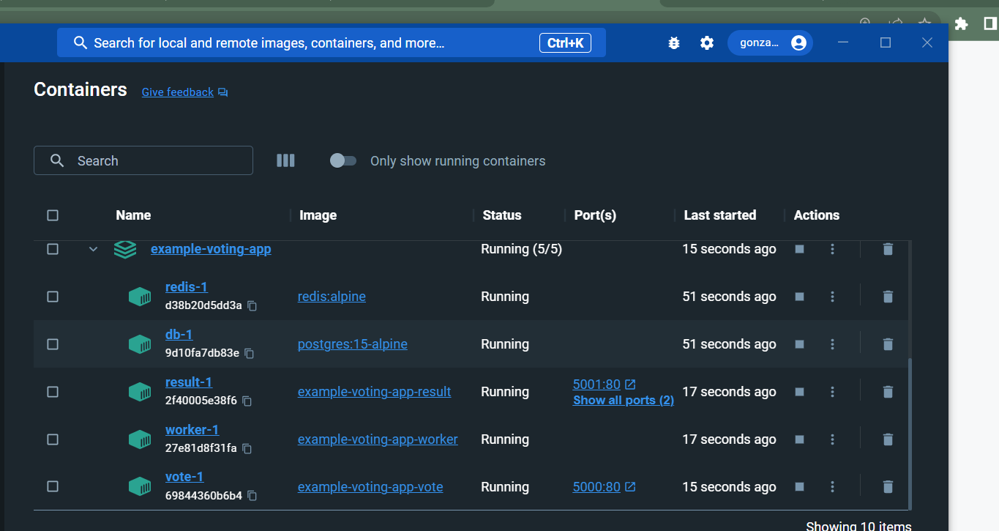 Search for local and remote images, containers, and more... Ctrl+K gonza...
Containers Give feedback
Search Only show running containers
Name Image Status Port(s) Last started Actions
example-voting-app Running (5/5) 15 seconds ago
redis-1
d38b20d5dd3a redis:alpine Running 51 seconds ago
db-1
9d10fa7db83e postgres:15-alpine Running 51 seconds ago
result-1 5001:80
2f40005e38f6 example-voting-app-result Running Show all ports (2) 17 seconds ago
worker-1
27e81d8f31fa example-voting-app-worker Running 17 seconds ago
vote-1
69844360b6b4 example-voting-app-vote Running 5000:80 15 seconds ago
Showing 10 items